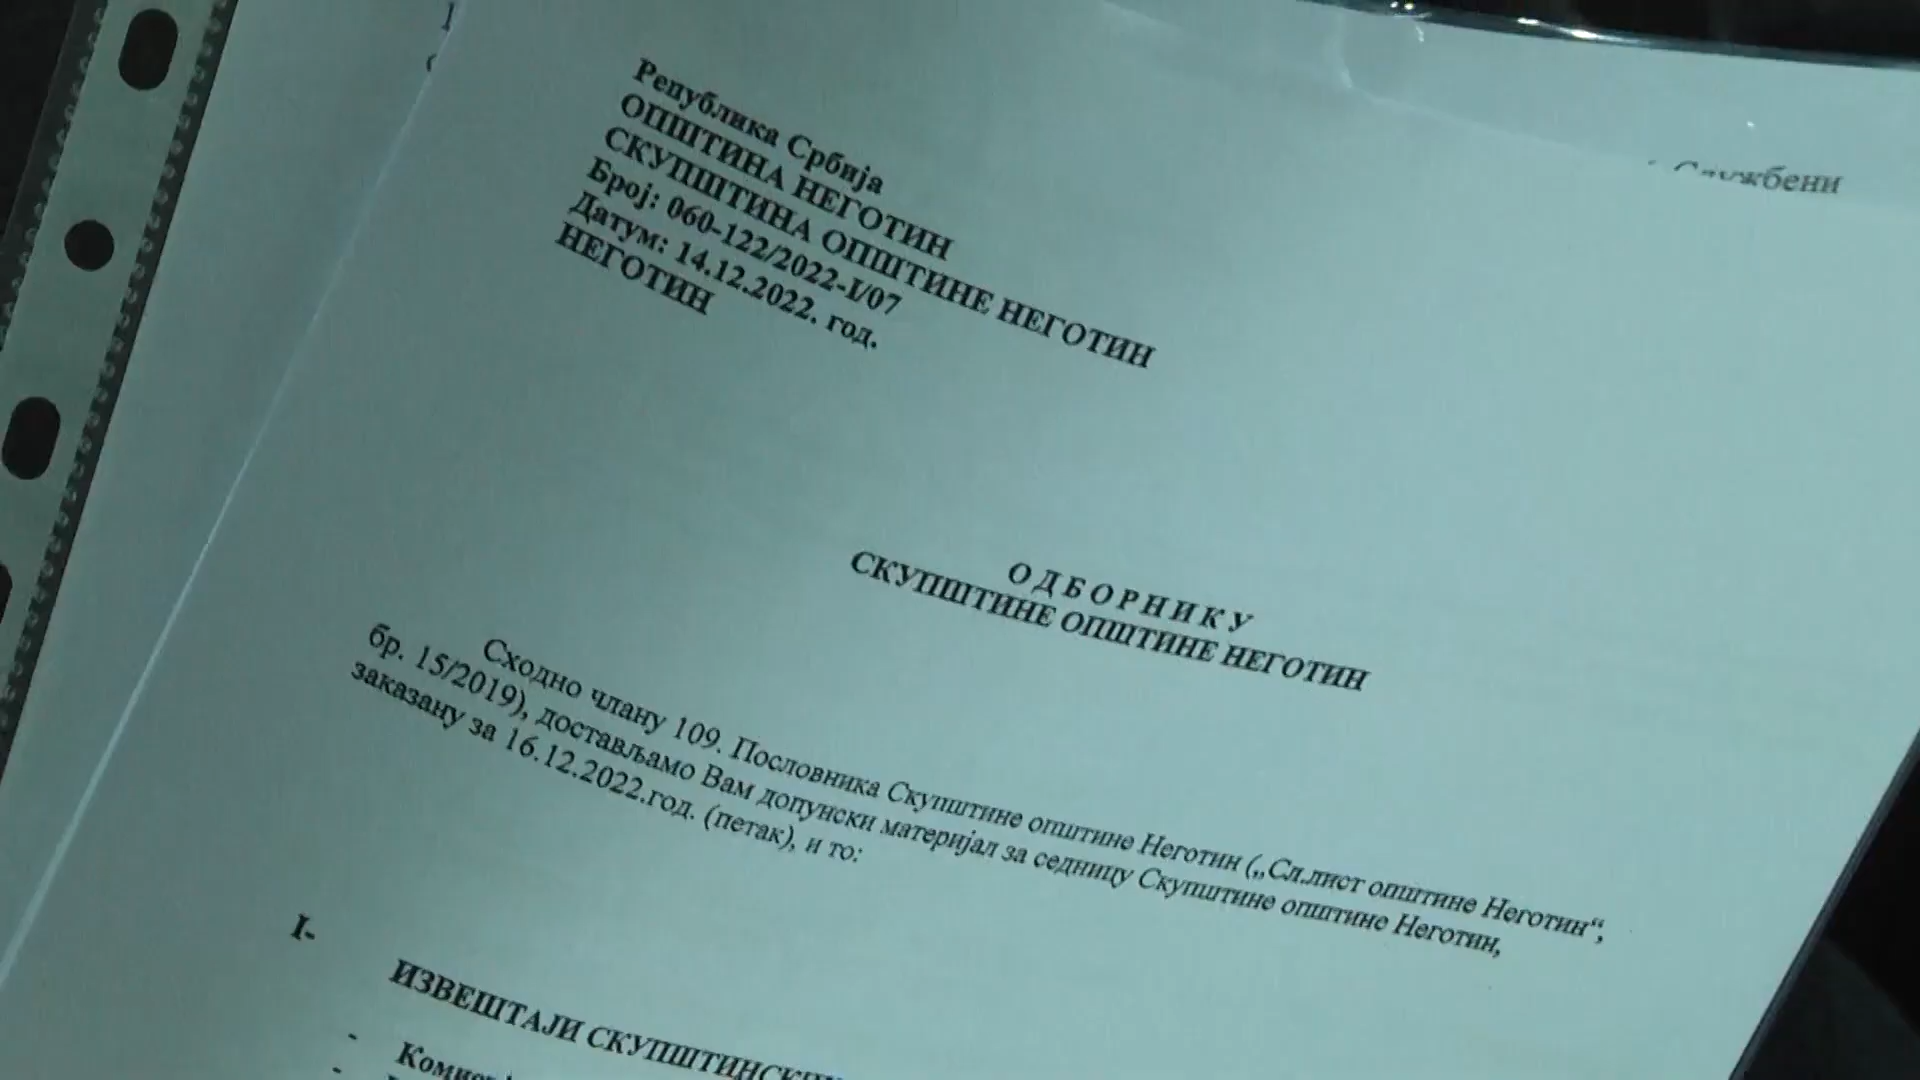 Службени
Република Србија
ОПШТИНА НЕГОТИН
СКУПШТИНА ОПШТИНЕ НЕГОТИН
Број: 060-122/2022-I/07
Датум: 14.12.2022. год.
НЕГОТИН
О Д Б О Р Н И К У
СКУПШТИНЕ ОПШТИНЕ НЕГОТИН
Сходно члану 109. Пословника Скупштине општине Неготин („Сл.лист општине Неготин“,
бр. 15/2019), достављамо Вам допунски материјал за седницу Скупштине општине Неготин,
заказану за 16.12.2022.год. (петак), и то:
I-
ИЗВЕШТАЈИ
-
-